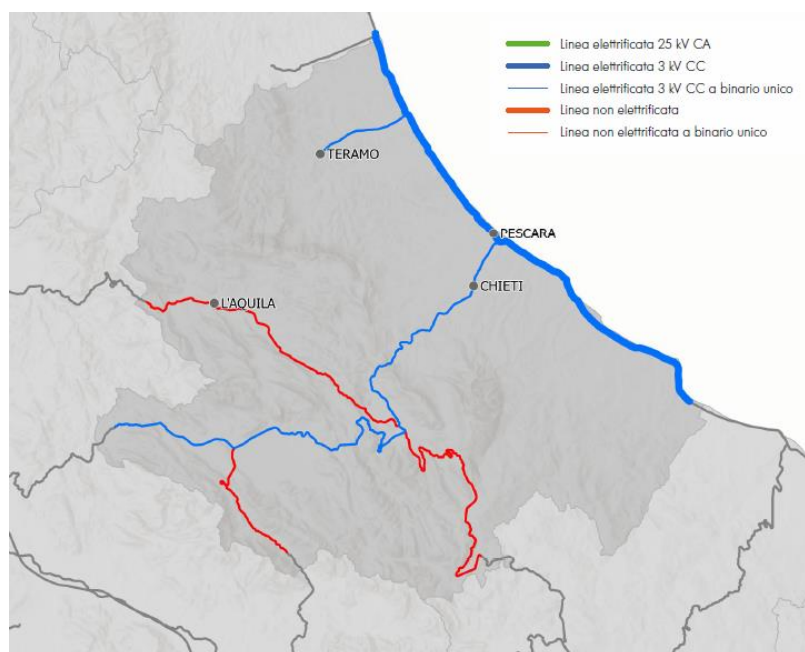 Linea elettrificata 25 kV CA
Linea elettrificata 3 kV CC
Linea elettrificata 3 kV CC a binario unico
Linea non elettrificata
Linea non elettrificata a binario unico
TERAMO
PESCARA
CHIETI
L'AQUILA